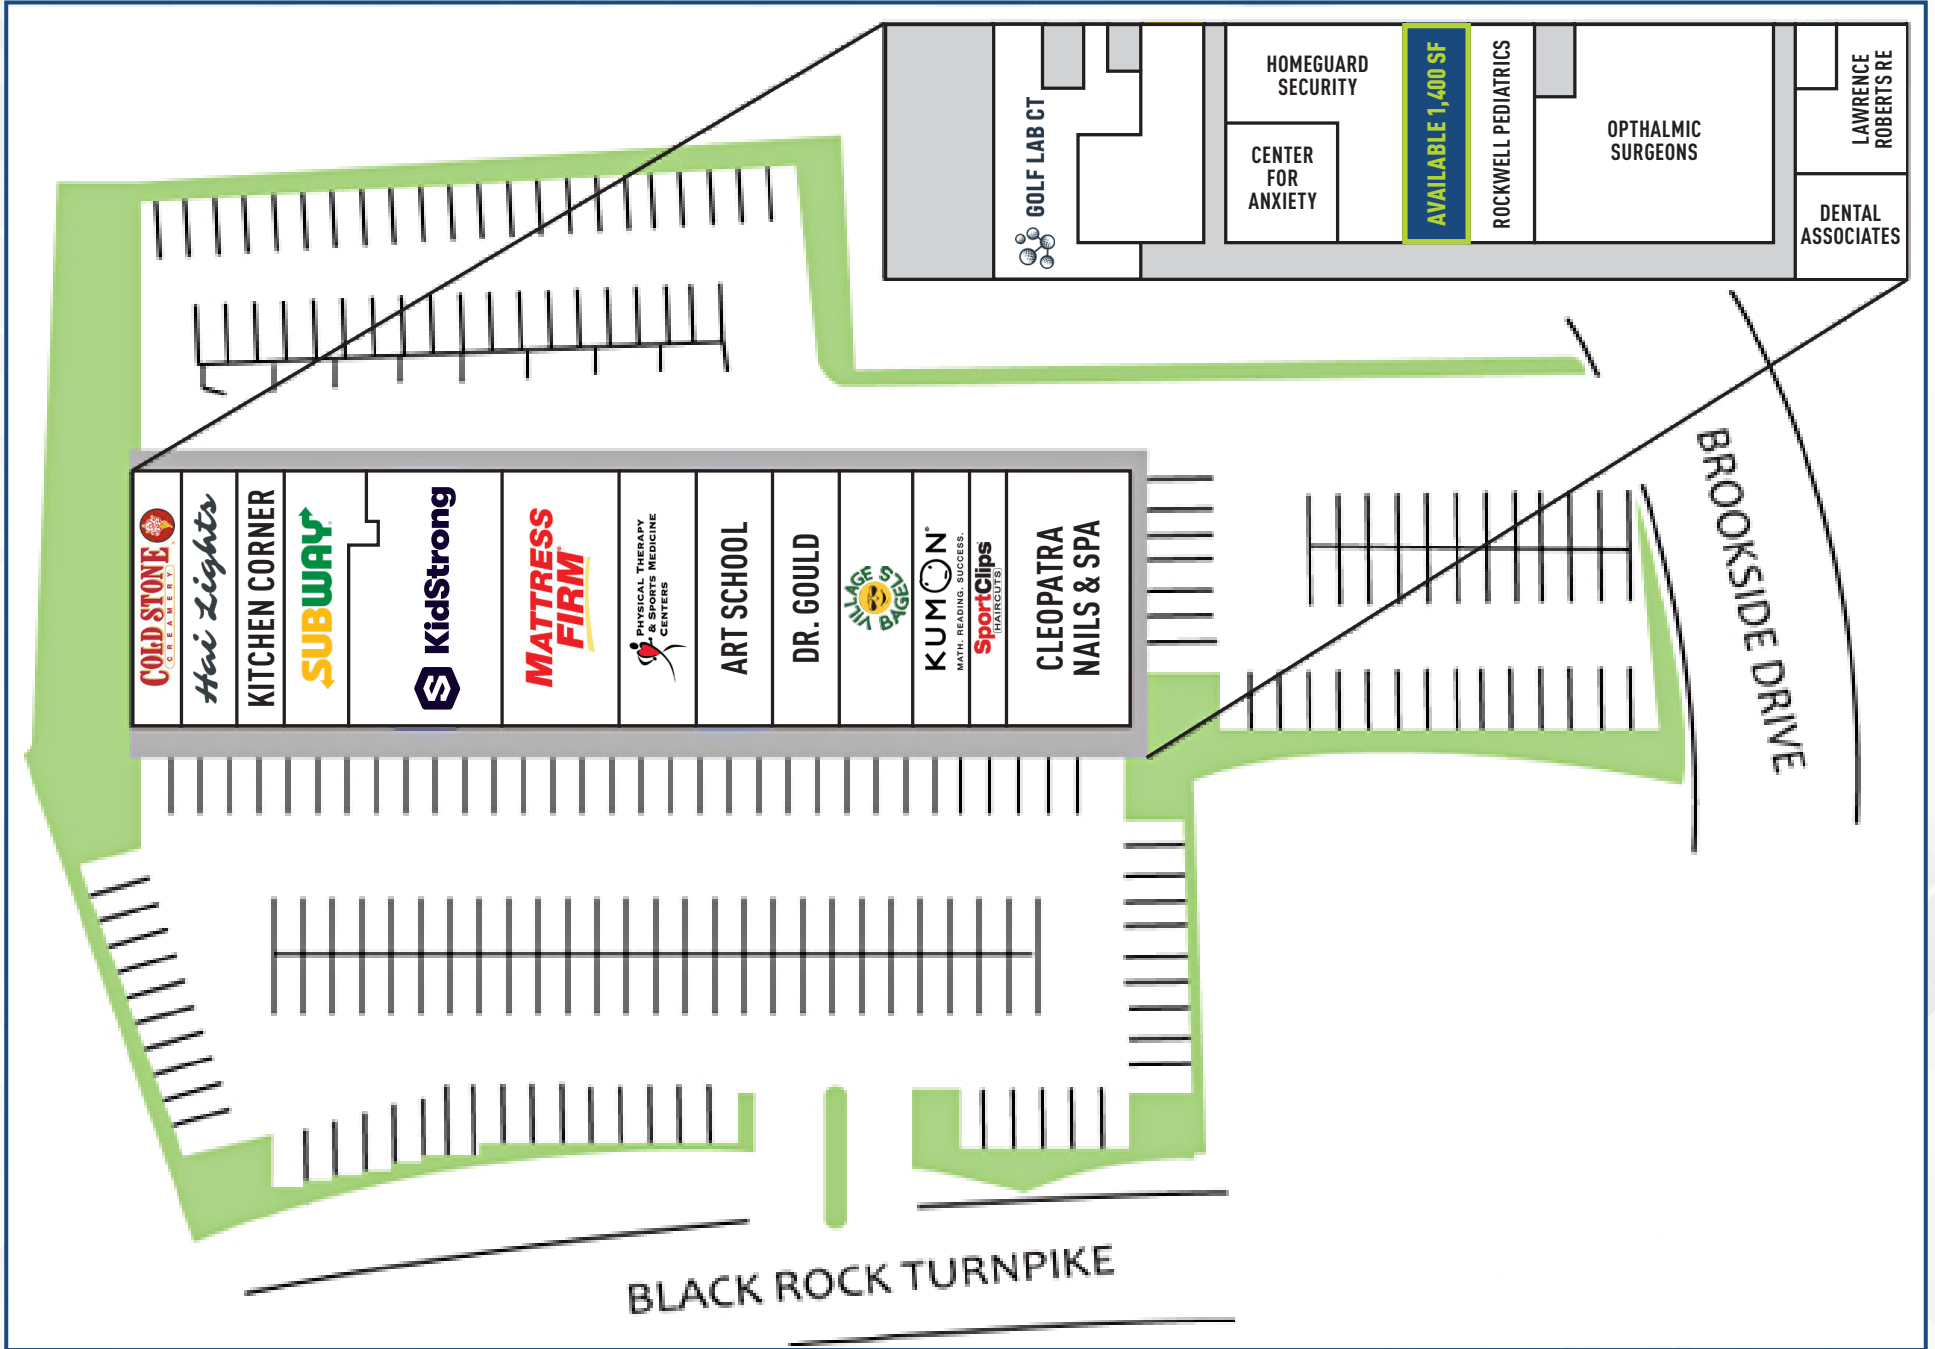 GOLF LAB CT
HOMEGUARD
SECURITY
CENTER
FOR
ANXIETY
AVAILABLE 1,400 SF
ROCKWELL PEDIATRICS
OPTHALMIC
SURGEONS
LAWRENCE
ROBERTS RE
DENTAL
ASSOCIATES
COLD STONE
CREAMERY
Hai Lights
KITCHEN CORNER
SUBWAY
KidStrong
MATTRESS
FIRM
PHYSICAL THERAPY
& SPORTS MEDICINE
CENTERS
ART SCHOOL
DR. GOULD
VILLAGE
BAGELS
KUMON
MATH. READING. SUCCESS.
SportClips
HAIRCUTS
CLEOPATRA
NAILS & SPA
BROOKSIDE DRIVE
BLACK ROCK TURNPIKE